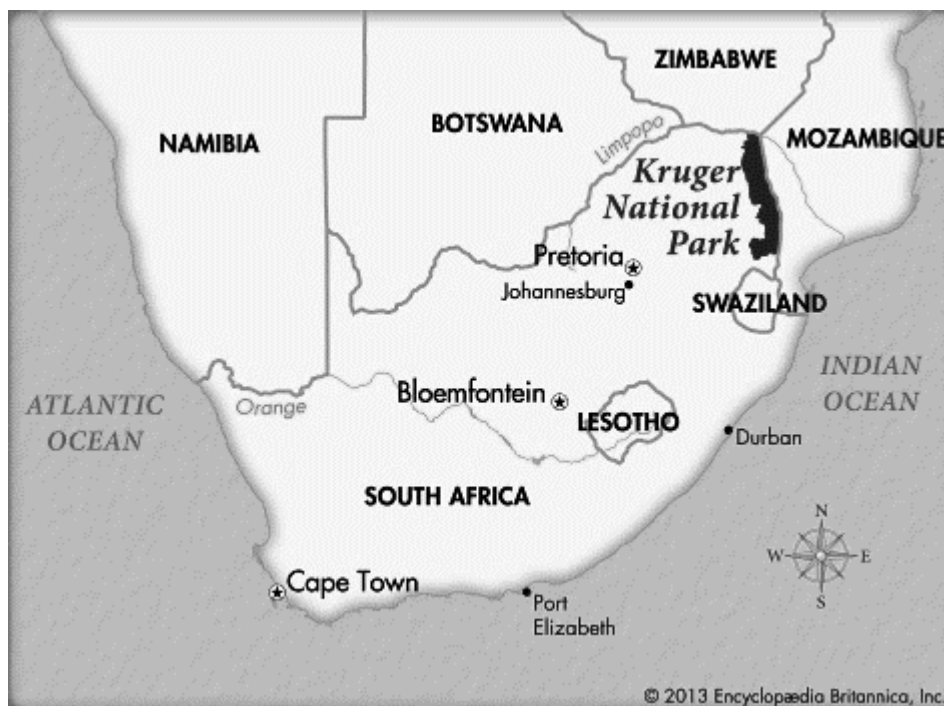 ZIMBABWE
BOTSWANA
NAMIBIA
MOZAMBIQUE
Limpopo
Kruger
National
Park
Pretoria
Johannesburg
SWAZILAND
INDIAN
OCEAN
ATLANTIC
OCEAN
Orange
Bloemfontein
LESOTHO
Durban
SOUTH AFRICA
N
W
E
S
Cape Town
Port
Elizabeth
© 2013 Encyclopædia Britannica, Inc.